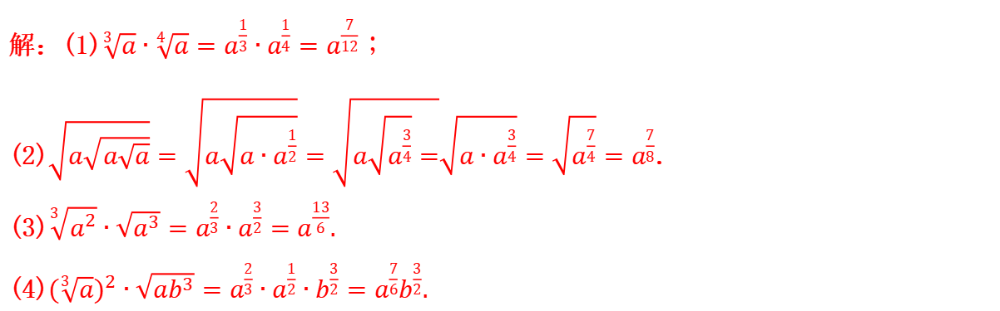 解：(1) $\sqrt[3]{a} \cdot \sqrt[4]{a} = a^{\frac{1}{3}} \cdot a^{\frac{1}{4}} = a^{\frac{7}{12}}$；
(2) $\sqrt{a\sqrt{a\sqrt{a}}} = \sqrt{a\sqrt{a \cdot a^{\frac{1}{2}}}} = \sqrt{a\sqrt{a^{\frac{3}{4}}} =} \sqrt{a \cdot a^{\frac{3}{4}}} = \sqrt{a^{\frac{7}{4}}} = a^{\frac{7}{8}}$.
(3) $\sqrt[3]{a^2} \cdot \sqrt{a^3} = a^{\frac{2}{3}} \cdot a^{\frac{3}{2}} = a^{\frac{13}{6}}$.
(4) $(\sqrt[3]{a})^2 \cdot \sqrt{ab^3} = a^{\frac{2}{3}} \cdot a^{\frac{1}{2}} \cdot b^{\frac{3}{2}} = a^{\frac{7}{6}} b^{\frac{3}{2}}$.